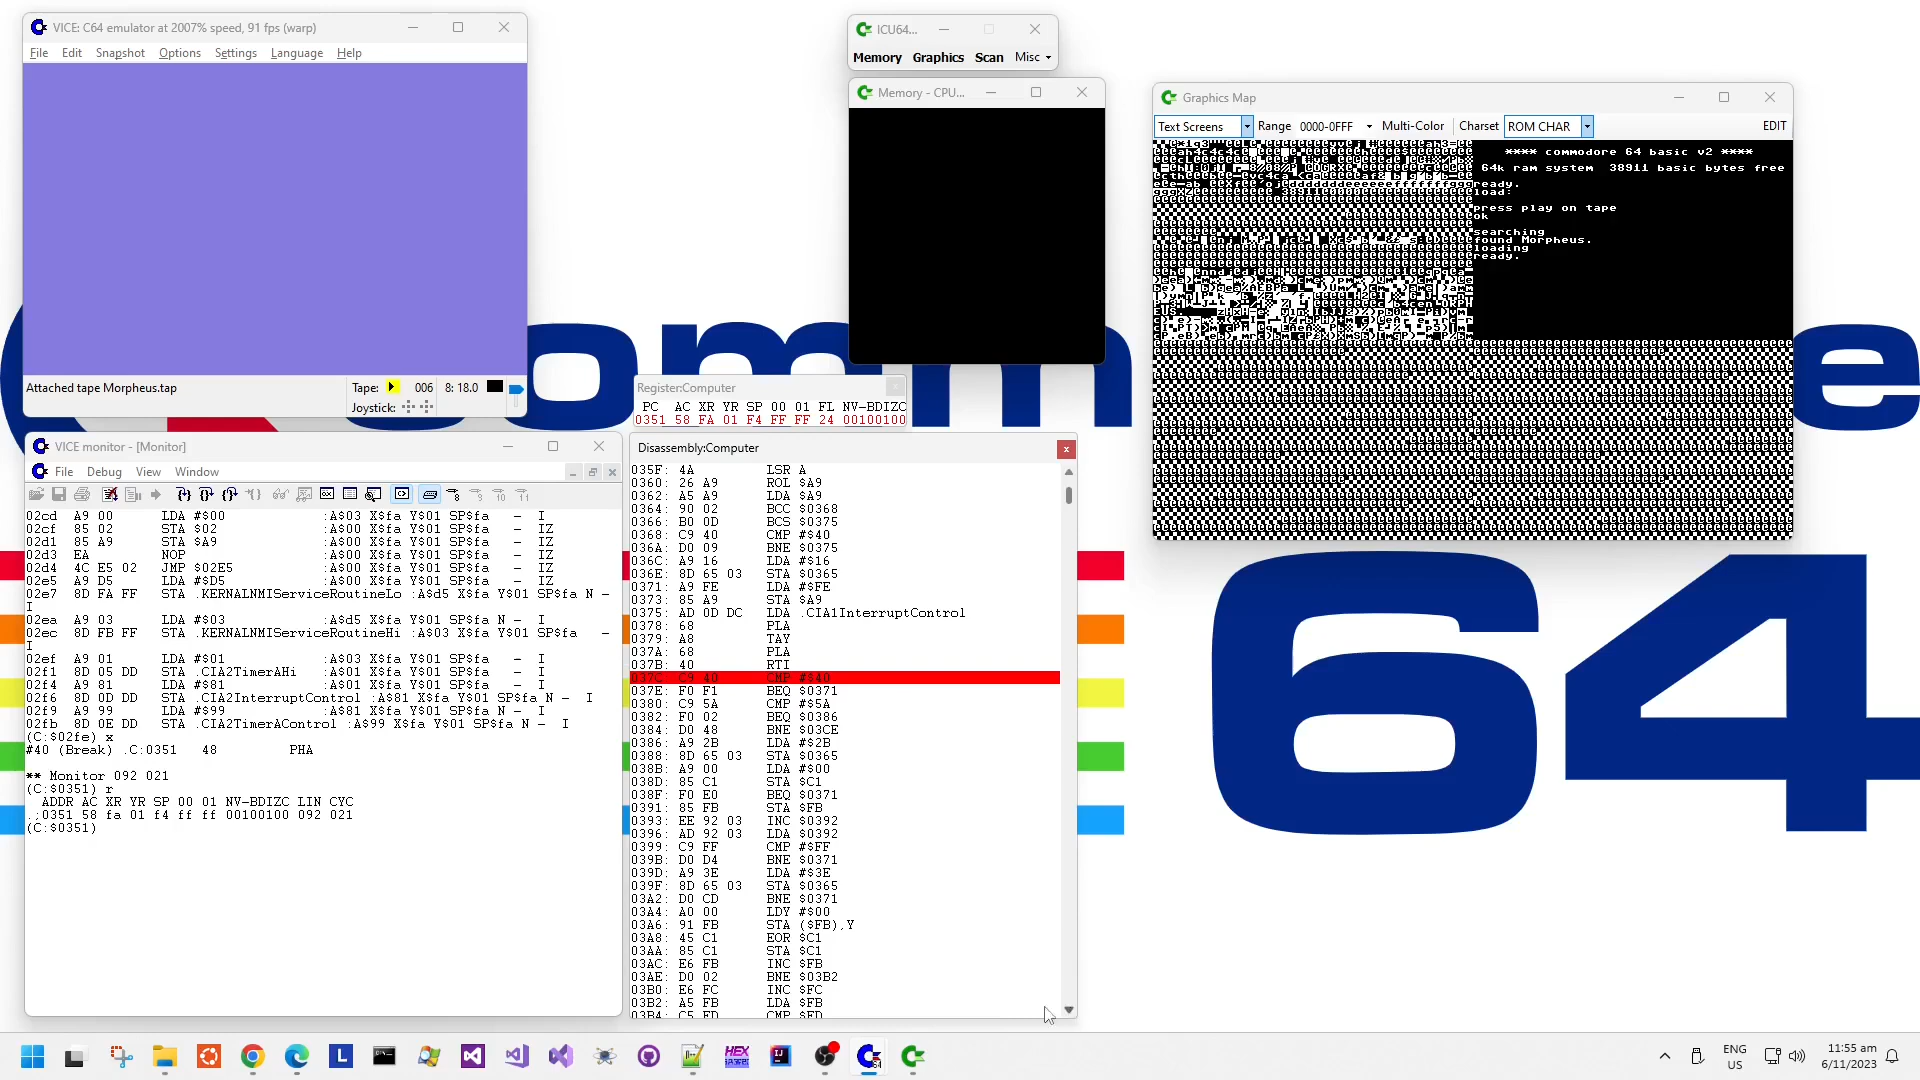 VICE: C64 emulator at 2007% speed, 91 fps (warp)
File Edit Snapshot Options Settings Language Help
Attached tape Morpheus.tap
Tape: 006 8: 18.0
Joystick:
ICU64...
Memory Graphics Scan Misc
Memory - CPU...
Graphics Map
Text Screens Range 0000-0FFF Multi-Color Charset ROM CHAR EDIT
**** commodore 64 basic v2 ****
64k ram system 38911 basic bytes free
ready.
load:
press play on tape
ok
searching
found Morpheus.
loading
ready.
Register:Computer
PC AC XR YR SP 00 01 FL NV-BDIZC
0351 58 FA 01 F4 FF FF 24 00100100
VICE monitor - [Monitor]
File Debug View Window
02cd A9 00 LDA #$00 :A$03 X$fa Y$01 SP$fa - I
02cf 85 02 STA $02 :A$00 X$fa Y$01 SP$fa - IZ
02d1 85 A9 STA $A9 :A$00 X$fa Y$01 SP$fa - IZ
02d3 EA NOP :A$00 X$fa Y$01 SP$fa - IZ
02d4 4C E5 02 JMP $02E5 :A$00 X$fa Y$01 SP$fa - IZ
02e5 A9 D5 LDA #$D5 :A$00 X$fa Y$01 SP$fa - IZ
02e7 8D FA FF STA .KERNALNMIServiceRoutineLo :A$d5 X$fa Y$01 SP$fa N -
I
02ea A9 03 LDA #$03 :A$d5 X$fa Y$01 SP$fa N - I
02ec 8D FB FF STA .KERNALNMIServiceRoutineHi :A$03 X$fa Y$01 SP$fa -
I
02ef A9 01 LDA #$01 :A$03 X$fa Y$01 SP$fa - I
02f1 8D 05 DD STA .CIA2TimerAHi :A$01 X$fa Y$01 SP$fa - I
02f4 A9 81 LDA #$81 :A$01 X$fa Y$01 SP$fa - I
02f6 8D 0D DD STA .CIA2InterruptControl :A$81 X$fa Y$01 SP$fa N - I
02f9 A9 99 LDA #$99 :A$81 X$fa Y$01 SP$fa N - I
02fb 8D 0E DD STA .CIA2TimerAControl :A$99 X$fa Y$01 SP$fa N - I
(C:$02fe) x
#40 (Break) .C:0351 48 PHA
** Monitor 092 021
(C:$0351) r
ADDR AC XR YR SP 00 01 NV-BDIZC LIN CYC
.;0351 58 fa 01 f4 ff ff 00100100 092 021
(C:$0351)
Disassembly:Computer
035F: 4A LSR A
0360: 26 A9 ROL $A9
0362: A5 A9 LDA $A9
0364: 90 02 BCC $0368
0366: B0 0D BCS $0375
0368: C9 40 CMP #$40
036A: D0 09 BNE $0375
036C: A9 16 LDA #$16
036E: 8D 65 03 STA $0365
0371: A9 FE LDA #$FE
0373: 85 A9 STA $A9
0375: AD 0D DC LDA .CIA1InterruptControl
0378: 68 PLA
0379: A8 TAY
037A: 68 PLA
037B: 40 RTI
037C: C9 40 CMP #$40
037E: F0 F1 BEQ $0371
0380: C9 5A CMP #$5A
0382: F0 02 BEQ $0386
0384: D0 48 BNE $03CE
0386: A9 2B LDA #$2B
0388: 8D 65 03 STA $0365
038B: A9 00 LDA #$00
038D: 85 C1 STA $C1
038F: F0 E0 BEQ $0371
0391: 85 FB STA $FB
0393: EE 92 03 INC $0392
0396: AD 92 03 LDA $0392
0399: C9 FF CMP #$FF
039B: D0 D4 BNE $0371
039D: A9 3E LDA #$3E
039F: 8D 65 03 STA $0365
03A2: D0 CD BNE $0371
03A4: A0 00 LDY #$00
03A6: 91 FB STA ($FB),Y
03A8: 45 C1 EOR $C1
03AA: 85 C1 STA $C1
03AC: E6 FB INC $FB
03AE: D0 02 BNE $03B2
03B0: E6 FC INC $FC
03B2: A5 FB LDA $FB
03B4: C5 FD CMP $FD
64
ENG
US
11:55 am
6/11/2023